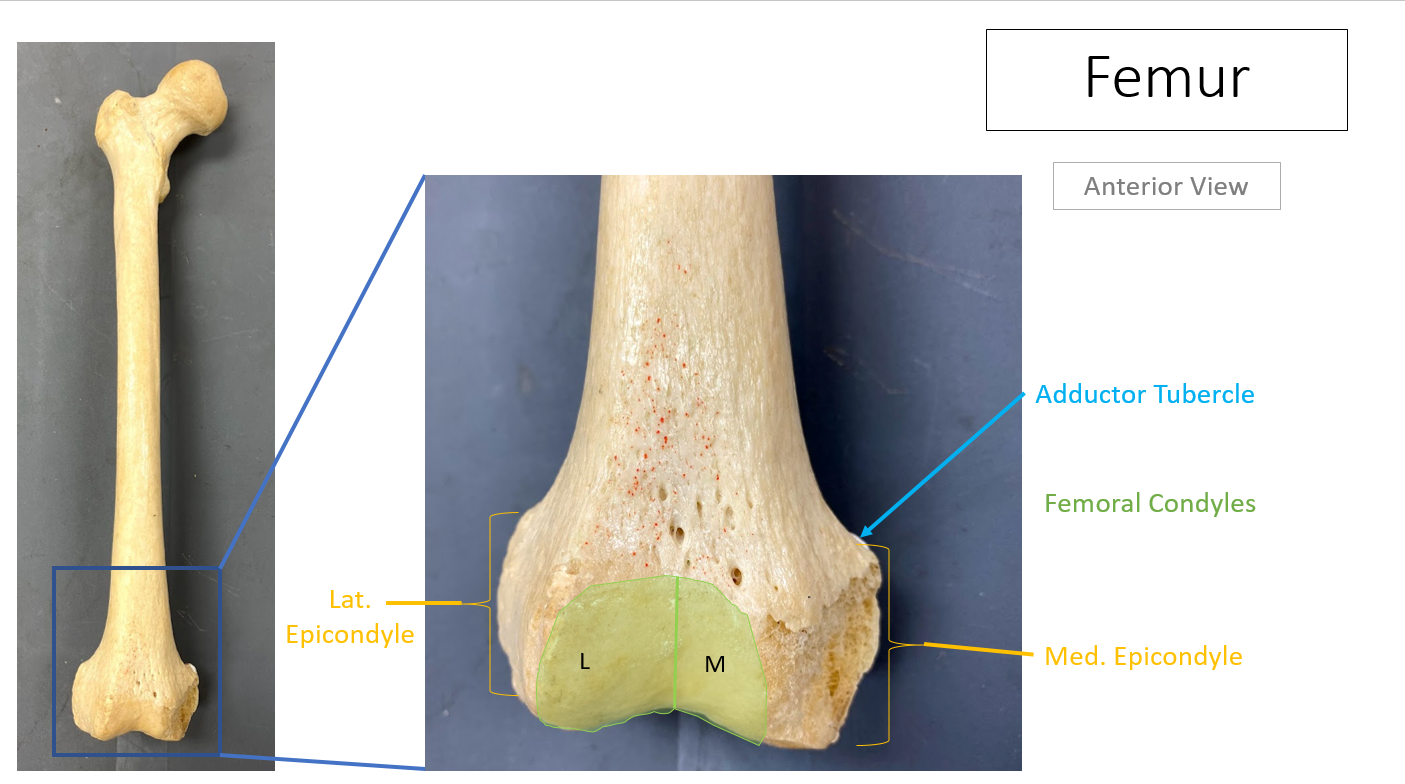 Femur
Anterior View
Adductor Tubercle
Femoral Condyles
Lat.
Epicondyle
L
M
Med. Epicondyle